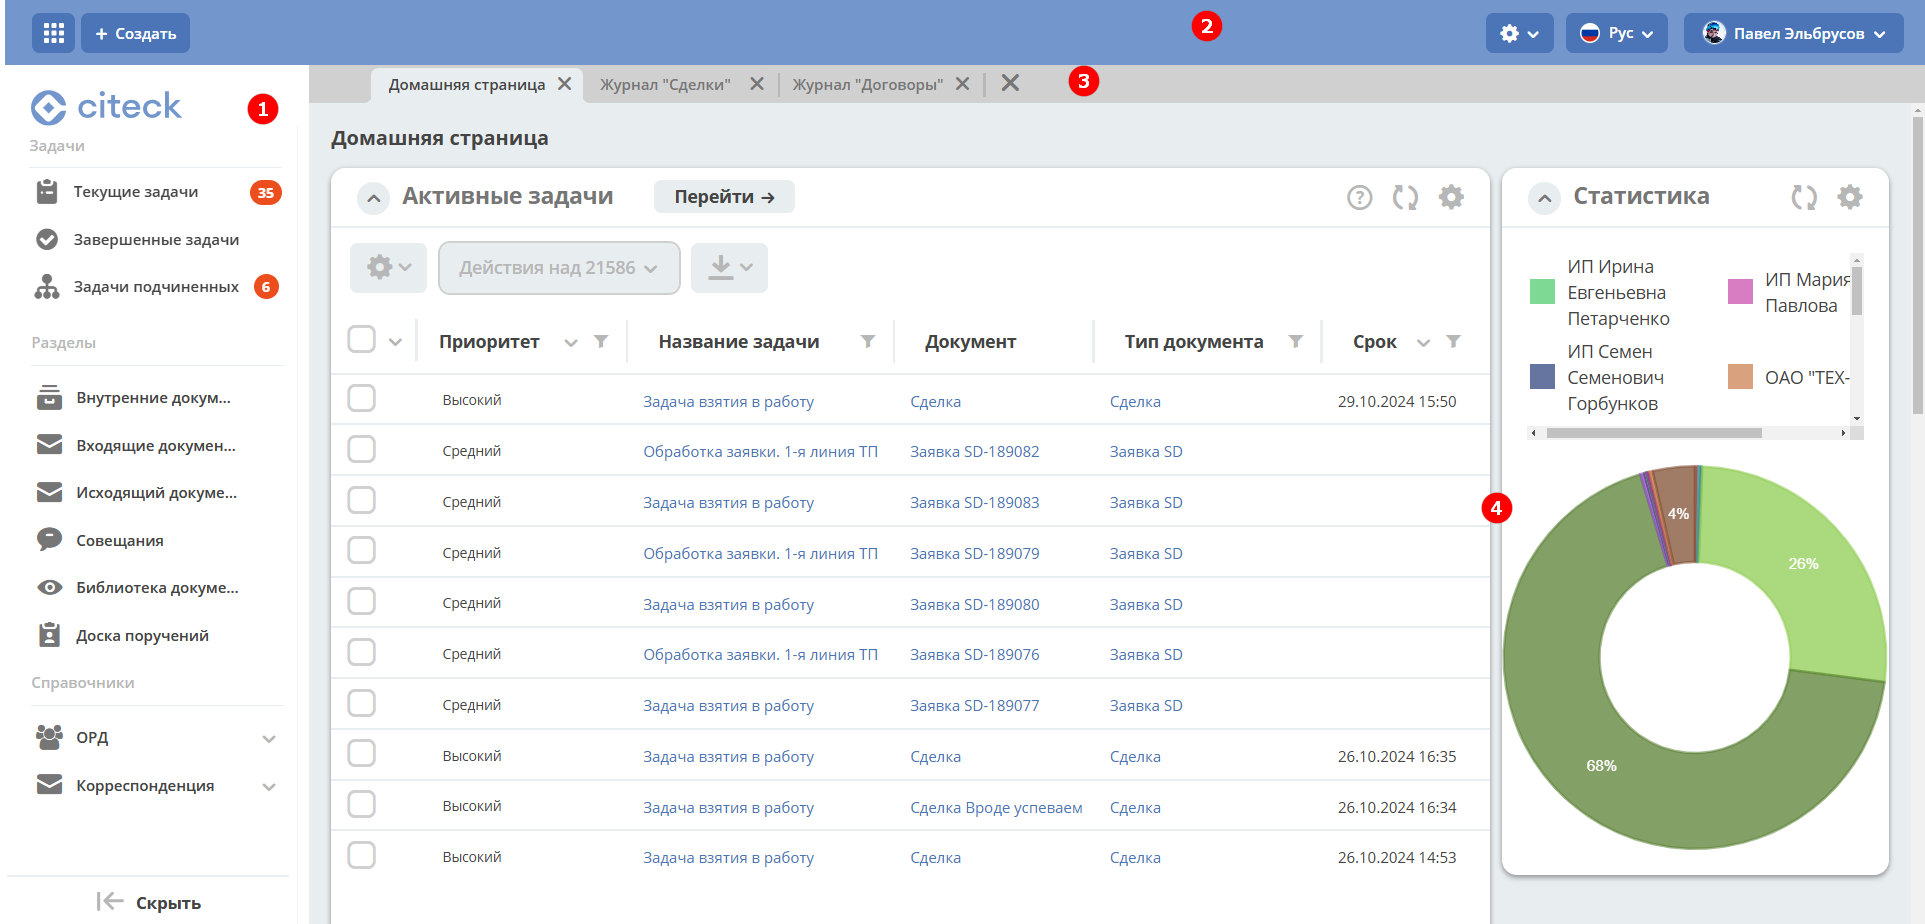 + Создать
2
Рус
Павел Эльбрусов
citeck
1
Задачи
Текущие задачи 35
Завершенные задачи
Задачи подчиненных 6
Разделы
Внутренние докум...
Входящие докумен...
Исходящий докуме...
Совещания
Библиотека докуме...
Доска поручений
Справочники
ОРД
Корреспонденция
Скрыть
Домашняя страница
Журнал "Сделки"
Журнал "Договоры"
3
Домашняя страница
Активные задачи
Перейти →
Действия над 21586
Приоритет Название задачи Документ Тип документа Срок
Высокий Задача взятия в работу Сделка Сделка 29.10.2024 15:50
Средний Обработка заявки. 1-я линия ТП Заявка SD-189082 Заявка SD
Средний Задача взятия в работу Заявка SD-189083 Заявка SD
Средний Обработка заявки. 1-я линия ТП Заявка SD-189079 Заявка SD
Средний Задача взятия в работу Заявка SD-189080 Заявка SD
Средний Обработка заявки. 1-я линия ТП Заявка SD-189076 Заявка SD
Средний Задача взятия в работу Заявка SD-189077 Заявка SD
Высокий Задача взятия в работу Сделка Сделка 26.10.2024 16:35
Высокий Задача взятия в работу Сделка Вроде успеваем Сделка 26.10.2024 16:34
Высокий Задача взятия в работу Сделка Сделка 26.10.2024 14:53
4
Статистика
ИП Ирина
Евгеньевна
Петарченко
ИП Мария
Павлова
ИП Семен
Семенович
Горбунков
ОАО "ТЕХ-
4%
26%
68%